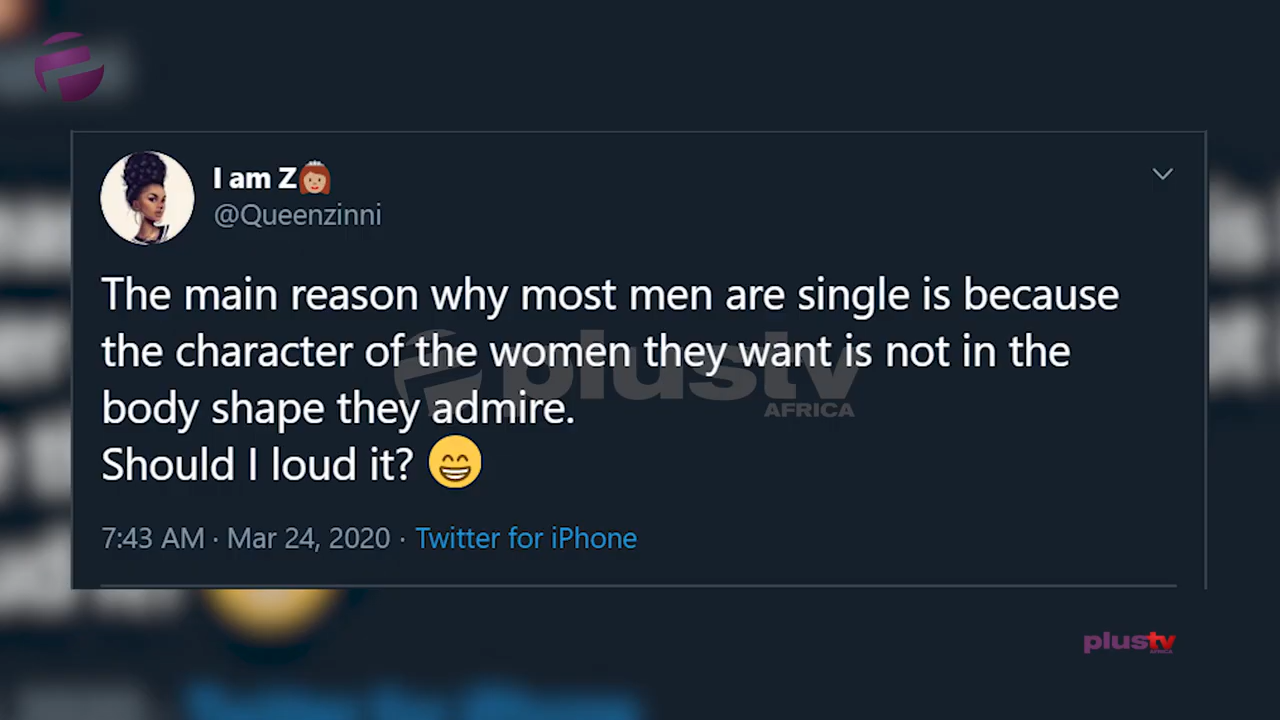 I am Z👸🏽
@Queenzinni
The main reason why most men are single is because
the character of the women they want is not in the
body shape they admire.
Should I loud it? 😁
7:43 AM · Mar 24, 2020 · Twitter for iPhone
plustv
AFRICA
plustv
AFRICA